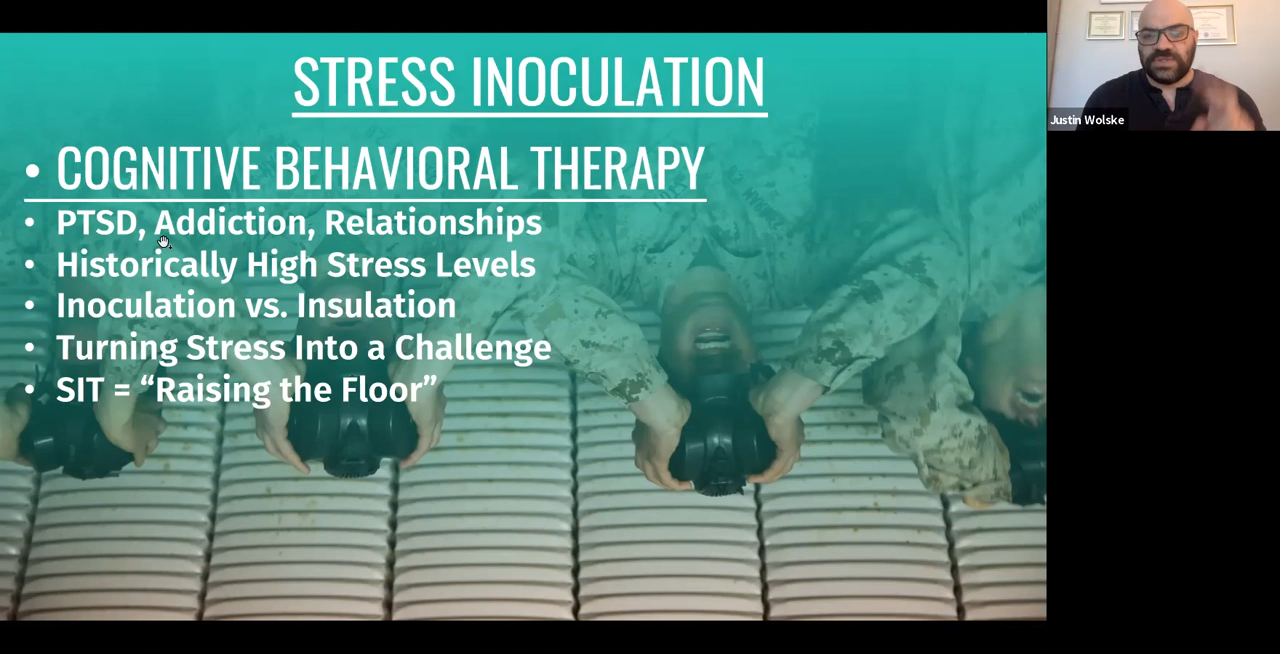 STRESS INOCULATION
• COGNITIVE BEHAVIORAL THERAPY
• PTSD, Addiction, Relationships
• Historically High Stress Levels
• Inoculation vs. Insulation
• Turning Stress Into a Challenge
• SIT = “Raising the Floor”
Justin Wolske